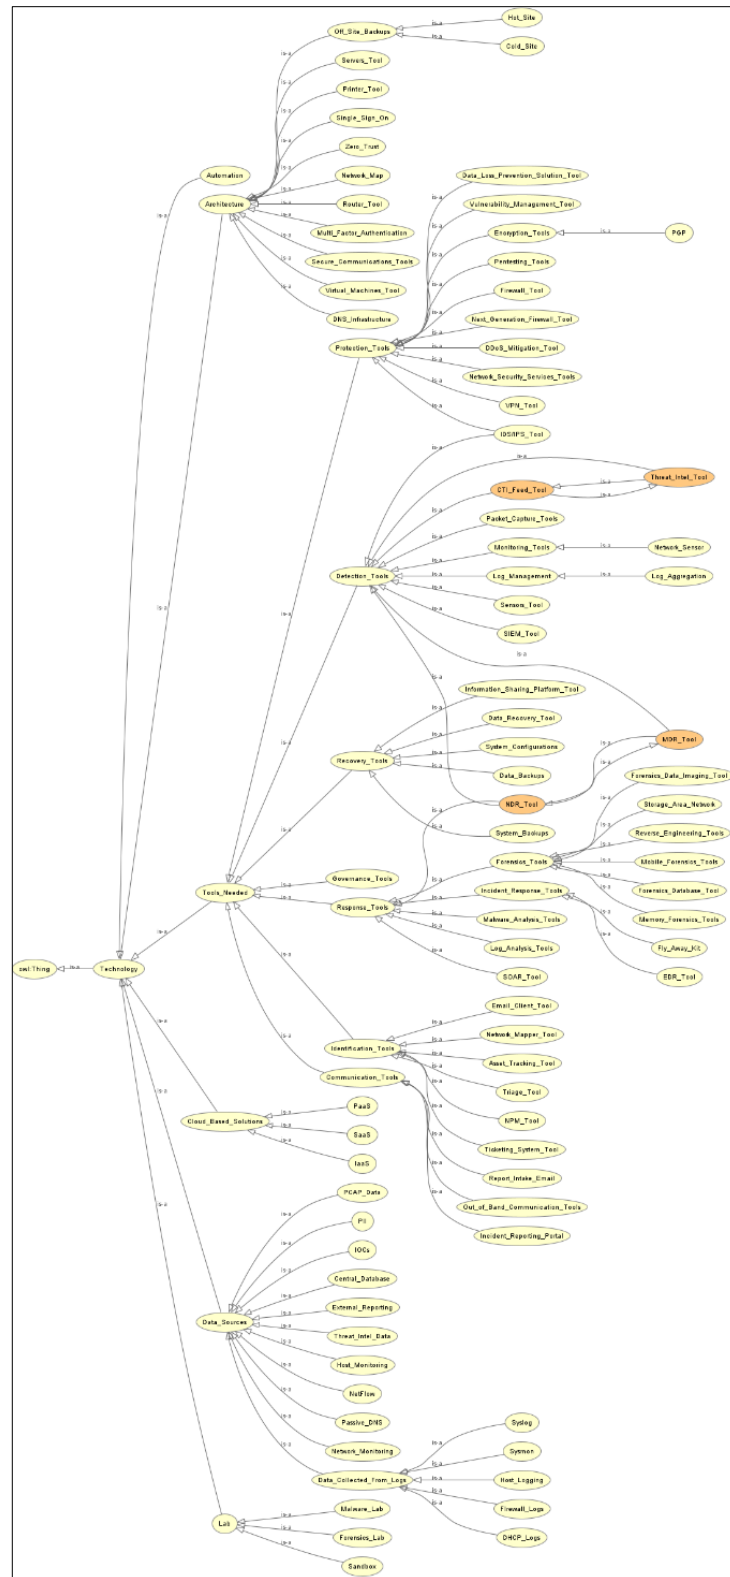 Hot_Site
Off_Site_Backups
Cold_Site
Servers_Tool
Printer_Tool
Single_Sign_On
Zero_Trust
Automation
Network_Map
Data_Loss_Prevention_Solution_Tool
Architecture
Router_Tool
Vulnerability_Management_Tool
Multi_Factor_Authentication
Encryption_Tools
PGP
Secure_Communications_Tools
Pentesting_Tools
Virtual_Machines_Tool
Firewall_Tool
DNS_Infrastructure
Next_Generation_Firewall_Tool
Protection_Tools
DDoS_Mitigation_Tool
Network_Security_Services_Tools
VPN_Tool
IDS/IPS_Tool
Threat_Intel_Tool
CTI_Feed_Tool
Packet_Capture_Tools
Monitoring_Tools
Network_Sensor
Detection_Tools
Log_Management
Log_Aggregation
Sensors_Tool
SIEM_Tool
Information_Sharing_Platform_Tool
Data_Recovery_Tool
MDR_Tool
System_Configurations
Recovery_Tools
Data_Backups
Forensics_Data_Imaging_Tool
NDR_Tool
Storage_Area_Network
System_Backups
Reverse_Engineering_Tools
Forensics_Tools
Mobile_Forensics_Tools
Governance_Tools
Tools_Needed
Incident_Response_Tools
Forensics_Database_Tool
Response_Tools
Malware_Analysis_Tools
Memory_Forensics_Tools
Log_Analysis_Tools
Fly_Away_Kit
owl:Thing
Technology
SOAR_Tool
EDR_Tool
Email_Client_Tool
Network_Mapper_Tool
Identification_Tools
Asset_Tracking_Tool
Communication_Tools
Triage_Tool
PaaS
NPM_Tool
Cloud_Based_Solutions
SaaS
Ticketing_System_Tool
IaaS
Report_Intake_Email
PCAP_Data
Out_of_Band_Communication_Tools
PII
Incident_Reporting_Portal
IOCs
Central_Database
External_Reporting
Data_Sources
Threat_Intel_Data
Host_Monitoring
NetFlow
Passive_DNS
Syslog
Network_Monitoring
Sysmon
Data_Collected_From_Logs
Host_Logging
Malware_Lab
Firewall_Logs
Lab
Forensics_Lab
DHCP_Logs
Sandbox